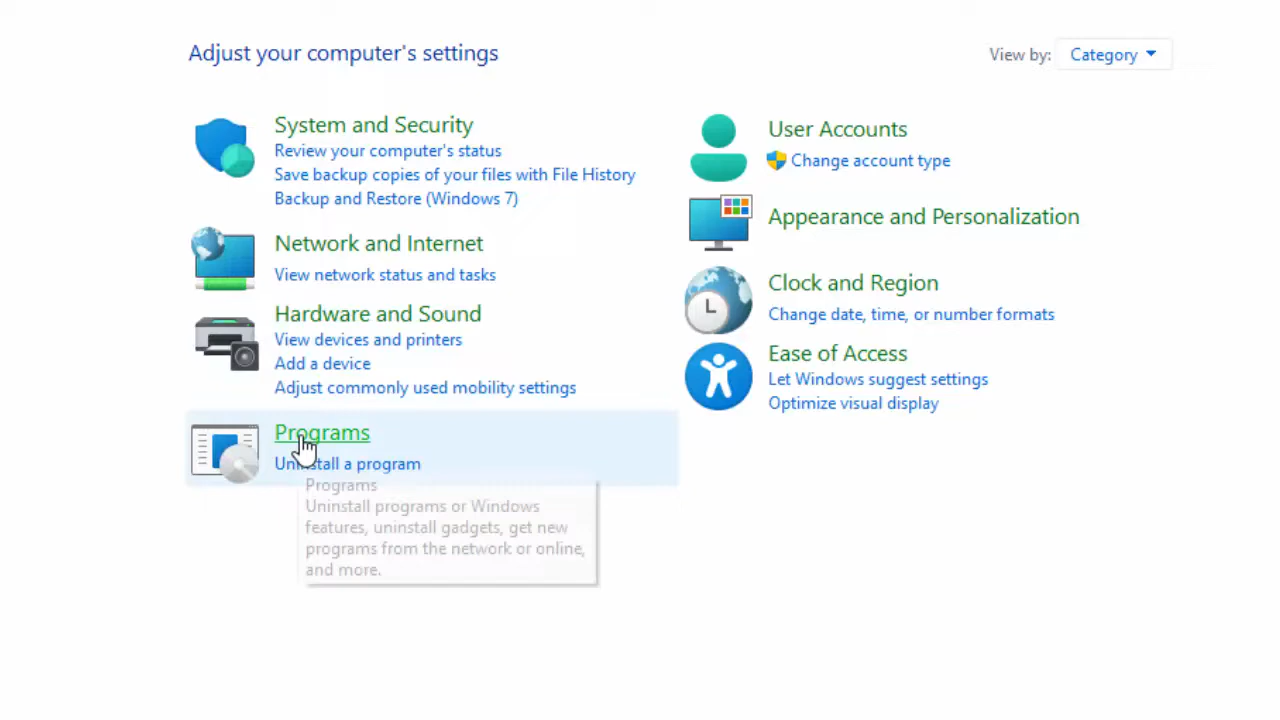 Adjust your computer's settings
View by: Category
System and Security
Review your computer's status
Save backup copies of your files with File History
Backup and Restore (Windows 7)
Network and Internet
View network status and tasks
Hardware and Sound
View devices and printers
Add a device
Adjust commonly used mobility settings
Programs
Uninstall a program
Programs
Uninstall programs or Windows
features, uninstall gadgets, get new
programs from the network or online,
and more.
User Accounts
Change account type
Appearance and Personalization
Clock and Region
Change date, time, or number formats
Ease of Access
Let Windows suggest settings
Optimize visual display